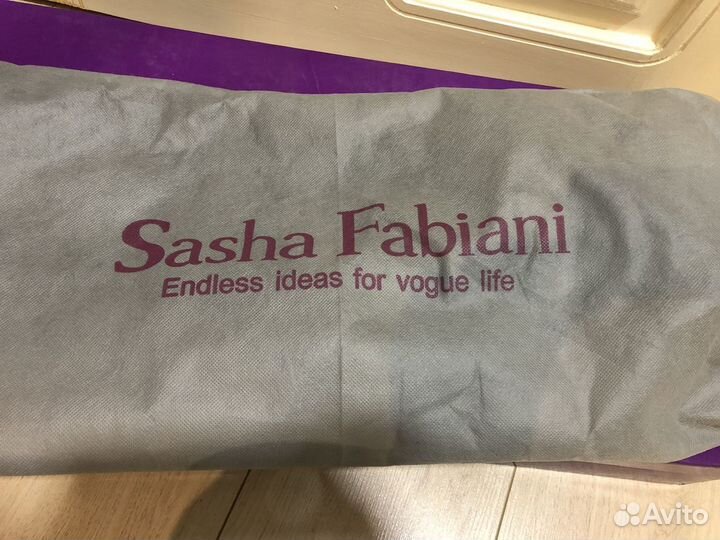 Sasha Fabiani
Endless ideas for vogue life
Avito